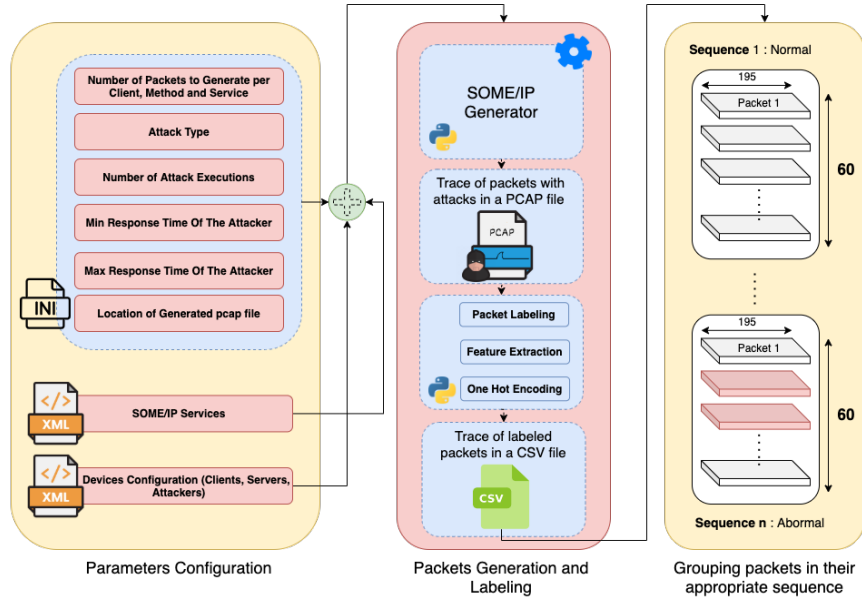 Number of Packets to Generate per
Client, Method and Service
Attack Type
Number of Attack Executions
Min Response Time Of The Attacker
Max Response Time Of The Attacker
Location of Generated pcap file
INI
XML
SOME/IP Services
XML
Devices Configuration (Clients, Servers,
Attackers)
Parameters Configuration
SOME/IP
Generator
Trace of packets with
attacks in a PCAP file
PCAP
Packet Labeling
Feature Extraction
One Hot Encoding
Trace of labeled
packets in a CSV file
CSV
Packets Generation and
Labeling
Sequence 1 : Normal
195
Packet 1
60
195
Packet 1
60
Sequence n : Abormal
Grouping packets in their
appropriate sequence